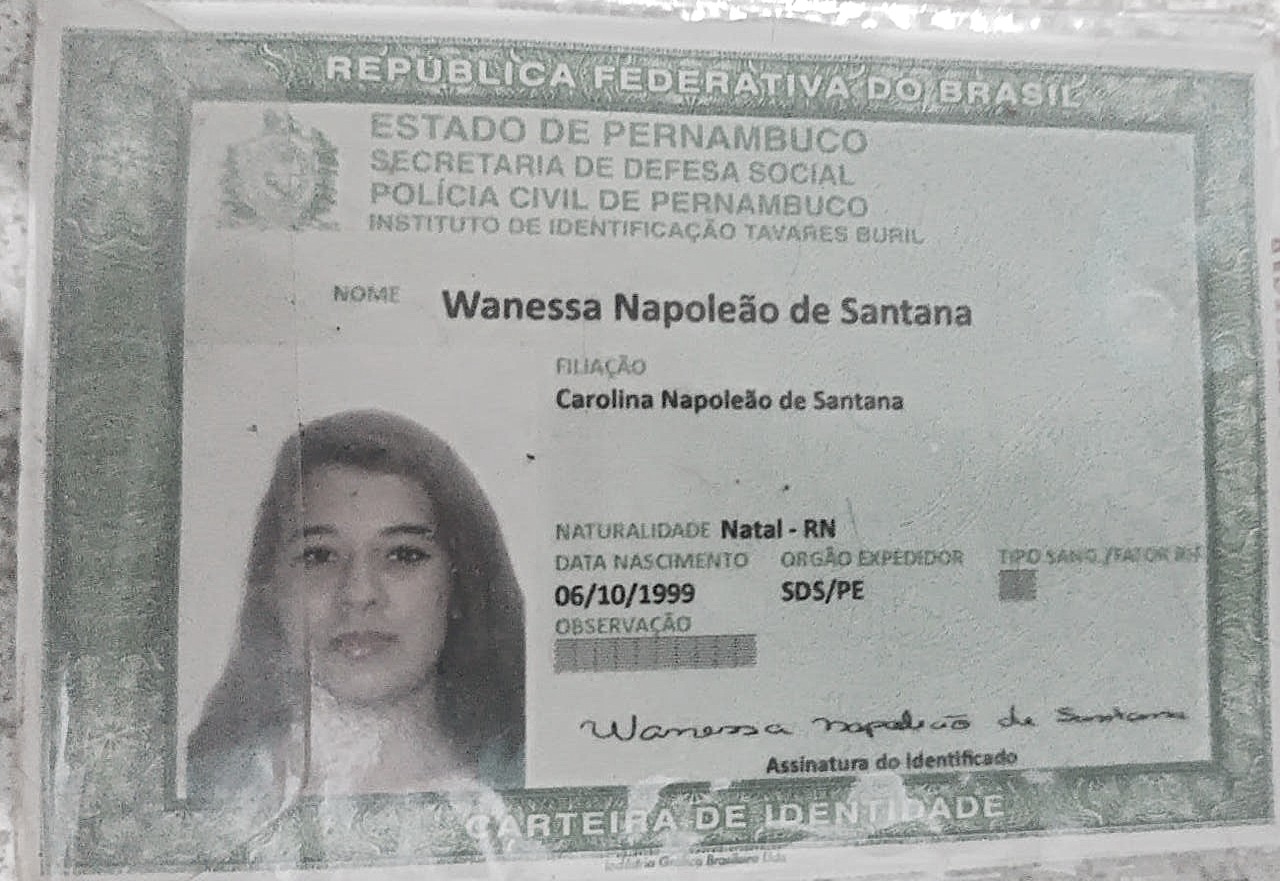 REPÚBLICA FEDERATIVA DO BRASIL
ESTADO DE PERNAMBUCO
SECRETARIA DE DEFESA SOCIAL
POLÍCIA CIVIL DE PERNAMBUCO
INSTITUTO DE IDENTIFICAÇÃO TAVARES BURIL
NOME Wanessa Napoleão de Santana
FILIAÇÃO
Carolina Napoleão de Santana
NATURALIDADE Natal - RN
DATA NASCIMENTO ORGÃO EXPEDIDOR TIPO SANG./FATOR RH
06/10/1999 SDS/PE
OBSERVAÇÃO
Wanessa Napoleão de Santana
Assinatura do Identificado
CARTEIRA DE IDENTIDADE
Gráfica Brasileira Ltda